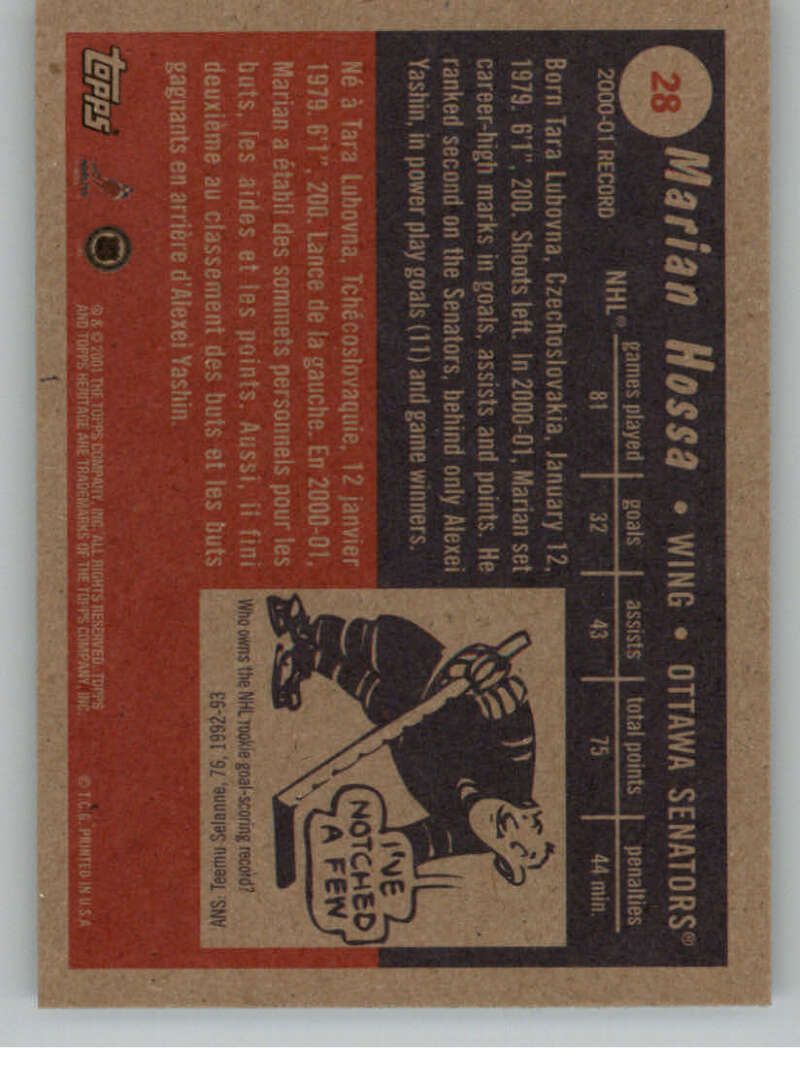 28
Marian Hossa • WING • OTTAWA SENATORS®
2000-01 RECORD
games played goals assists total points penalties
NHL® 81 32 43 75 44 min.
Born Tara Lubovna, Czechoslovakia, January 12,
1979. 6'1", 200. Shoots left. In 2000-01, Marian set
career-high marks in goals, assists and points. He
ranked second on the Senators, behind only Alexei
Yashin, in power play goals (11) and game winners.
Né à Tara Lubovna, Tchécoslovaquie, 12 janvier
1979. 6'1", 200. Lance de la gauche. En 2000-01,
Marian a établi des sommets personnels pour les
buts, les aides et les points. Aussi, il fini
deuxième au classement des buts et les buts
gagnants en arrière d'Alexei Yashin.
I'VE
NOTCHED
A FEW
Who owns the NHL rookie goal-scoring record?
ANS: Teemu Selanne, 76, 1992-93
topps
® & © 2001 THE TOPPS COMPANY, INC. ALL RIGHTS RESERVED. TOPPS
AND TOPPS HERITAGE ARE TRADEMARKS OF THE TOPPS COMPANY, INC.
© T.C.G. PRINTED IN U.S.A.